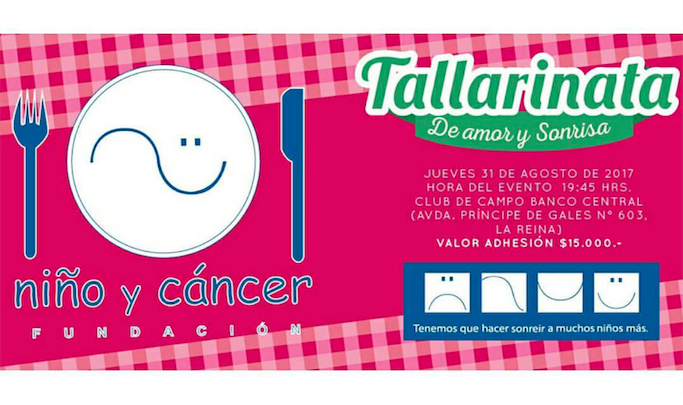 niño y cáncer
FUNDACIÓN
Tallarinata
De amor y Sonrisa
JUEVES 31 DE AGOSTO DE 2017
HORA DEL EVENTO 19:45 HRS.
CLUB DE CAMPO BANCO CENTRAL
(AVDA. PRÍNCIPE DE GALES Nº 603,
LA REINA)
VALOR ADHESIÓN $15.000.-
Tenemos que hacer sonreir a muchos niños más.